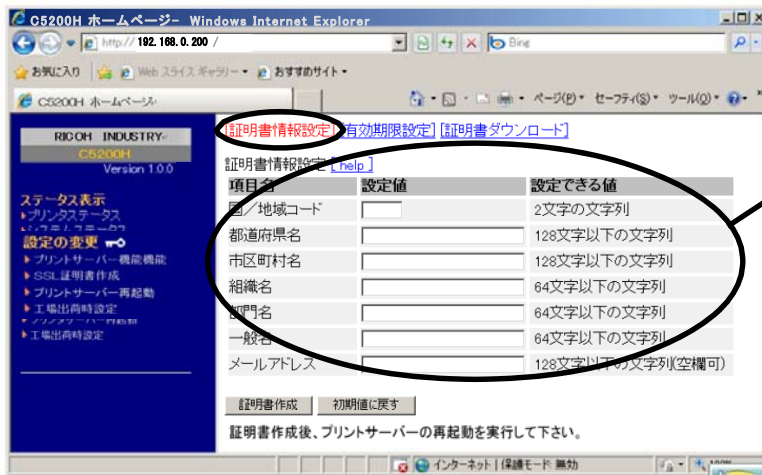 C5200H ホームページ- Windows Internet Explorer
http:// 192. 168. 0. 200 /
Bing
お気に入り Web スライス ギャラリー おすすめサイト
C5200H ホームページ
ページ(P) セーフティ(S) ツール(O)
RICOH INDUSTRY
C5200H
Version 1.0.0
ステータス表示
プリンタステータス
システムステータス
設定の変更
プリントサーバー機能機能
SSL証明書作成
プリントサーバー再起動
工場出荷時設定
工場出荷時設定
[証明書情報設定] [有効期限設定] [証明書ダウンロード]
証明書情報設定 [ help ]
項目名 設定値 設定できる値
国/地域コード 2文字の文字列
都道府県名 128文字以下の文字列
市区町村名 128文字以下の文字列
組織名 64文字以下の文字列
部門名 64文字以下の文字列
一般名 64文字以下の文字列
メールアドレス 128文字以下の文字列(空欄可)
証明書作成 初期値に戻す
証明書作成後、プリントサーバーの再起動を実行して下さい。
インターネット | 保護モード: 無効